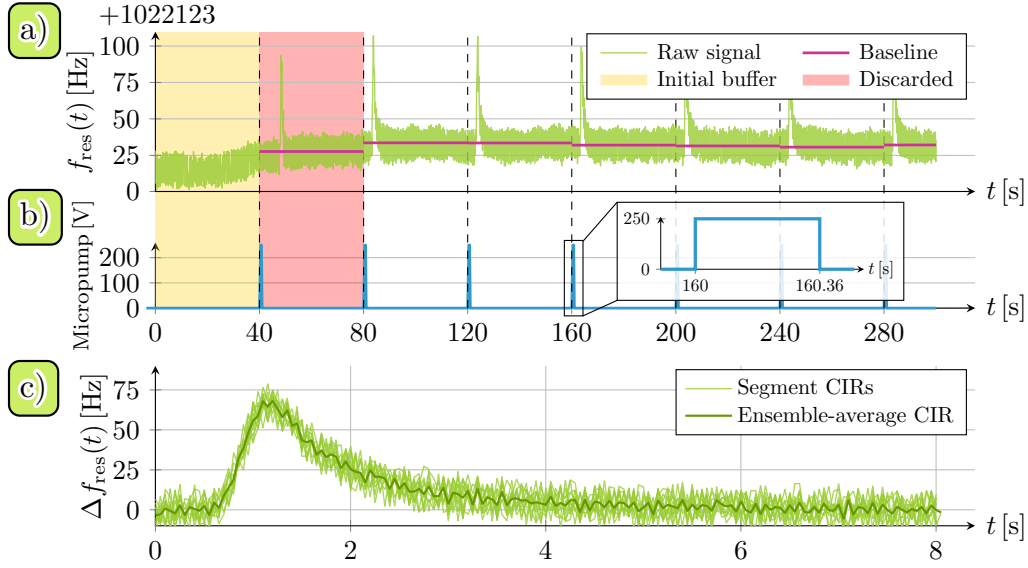 a)
+1022123
100
75
50
25
0
f_res(t) [Hz]
Raw signal
Baseline
Initial buffer
Discarded
t [s]
b)
Micropump [V]
200
100
0
250
0
160
160.36
t [s]
t [s]
0
40
80
120
160
200
240
280
c)
Δf_res(t) [Hz]
75
50
25
0
Segment CIRs
Ensemble-average CIR
t [s]
0
2
4
6
8